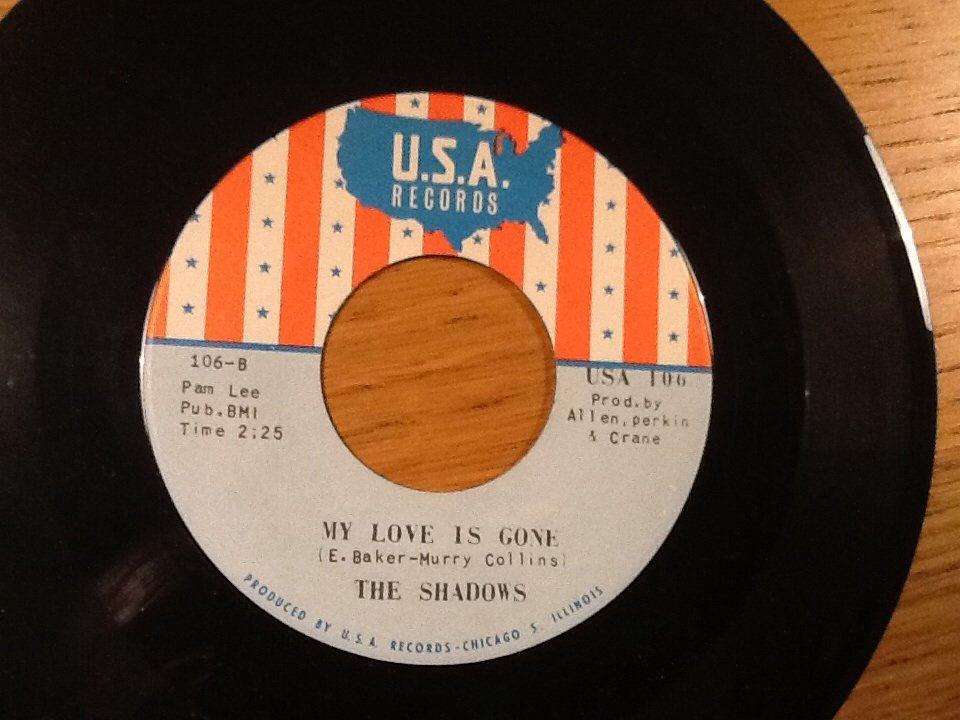 U.S.A.
RECORDS
106-B
Pam Lee
Pub.BMI
Time 2:25
USA 106
Prod.by
Allen, perkin
& Crane
MY LOVE IS GONE
(E. Baker-Murry Collins)
THE SHADOWS
PRODUCED BY U.S.A. RECORDS-CHICAGO 5, ILLINOIS